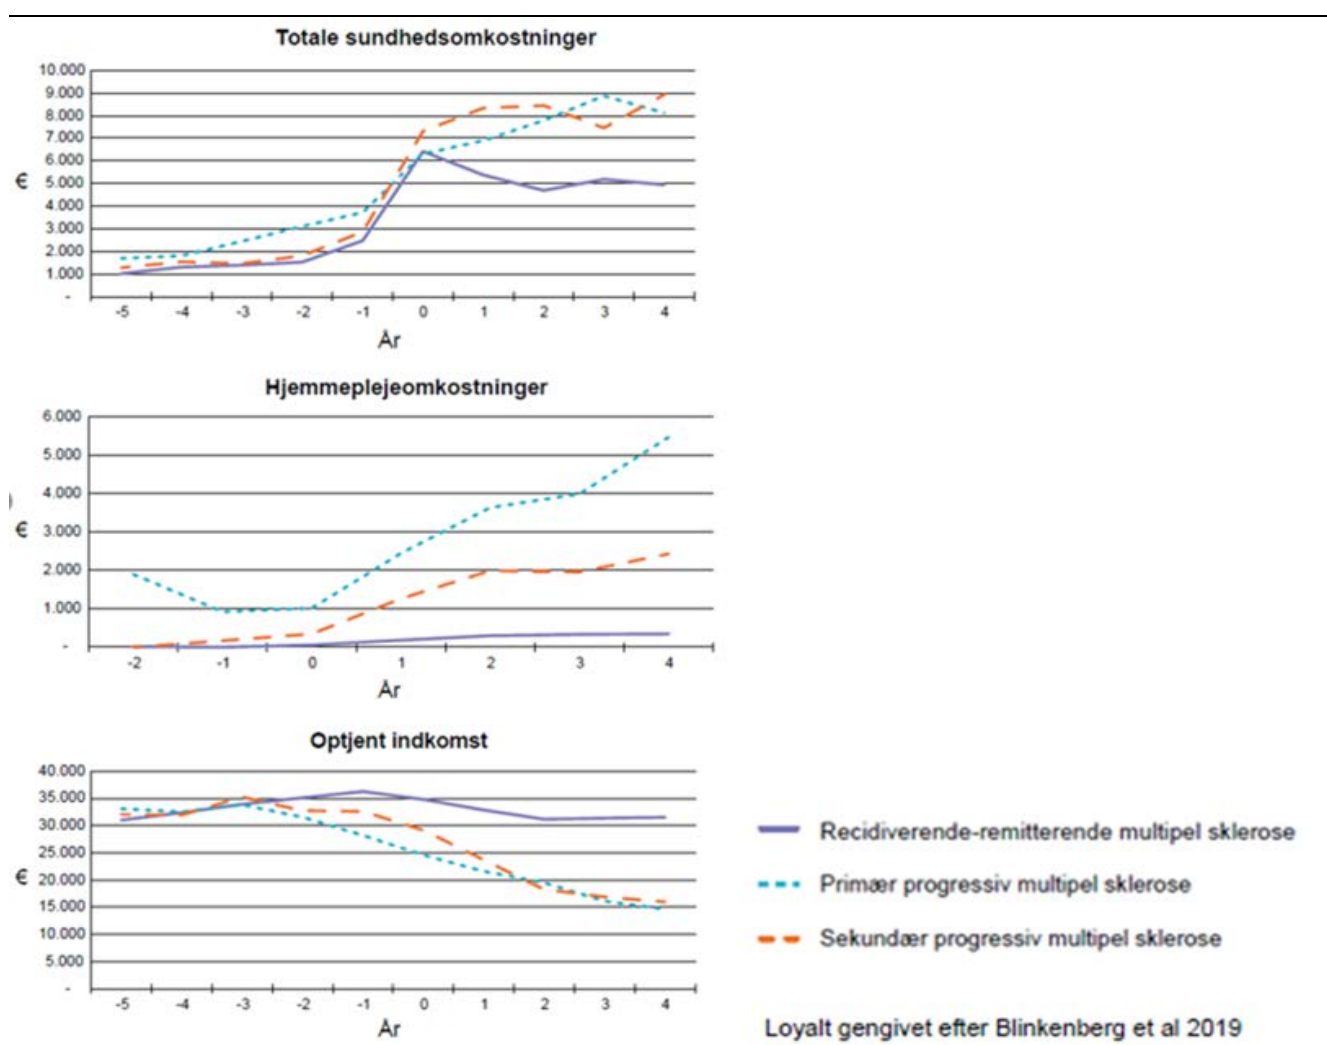 Totale sundhedsomkostninger
10.000
9.000
8.000
7.000
6.000
€ 5.000
4.000
3.000
2.000
1.000
-
-5 -4 -3 -2 -1 0 1 2 3 4
År
Hjemmeplejeomkostninger
6.000
5.000
4.000
€ 3.000
2.000
1.000
-
-2 -1 0 1 2 3 4
År
Optjent indkomst
40.000
35.000
30.000
25.000
€ 20.000
15.000
10.000
5.000
-
-5 -4 -3 -2 -1 0 1 2 3 4
År
Recidiverende-remitterende multipel sklerose
Primær progressiv multipel sklerose
Sekundær progressiv multipel sklerose
Loyalt gengivet efter Blinkenberg et al 2019